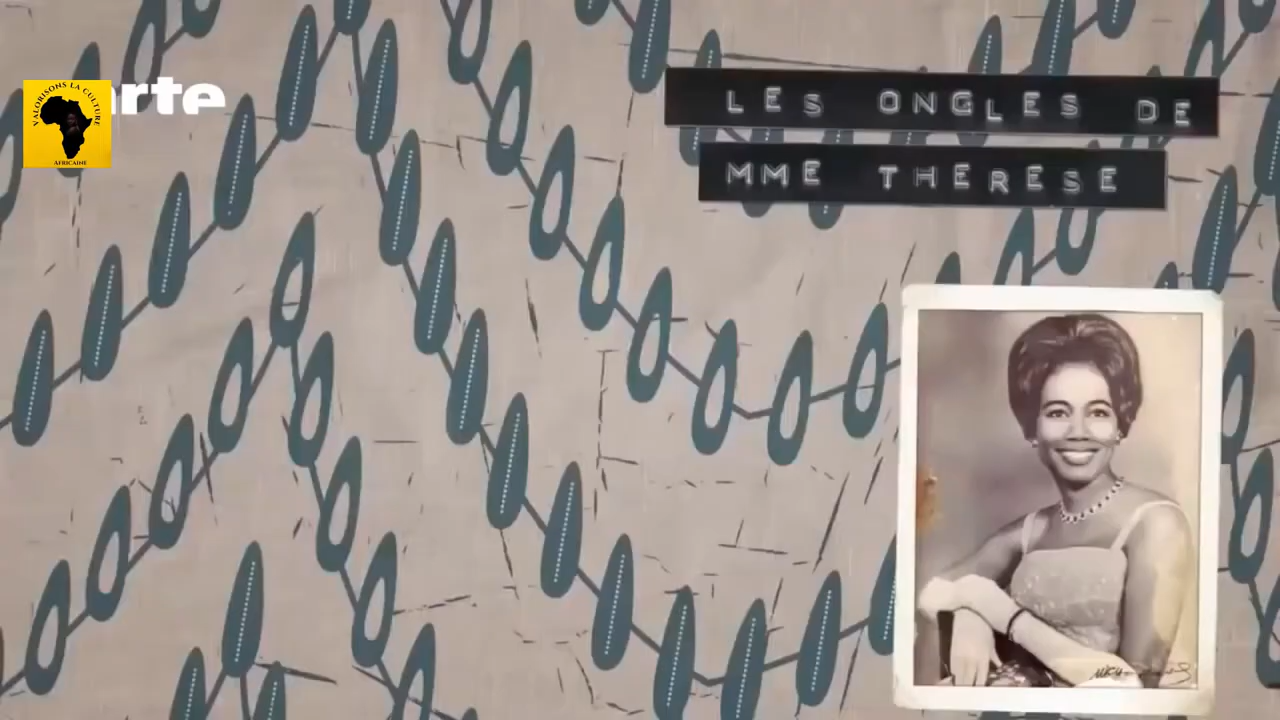 VALORISONS LA CULTURE
AFRICAINE
arte
LES ONGLES DE
MME THERESE